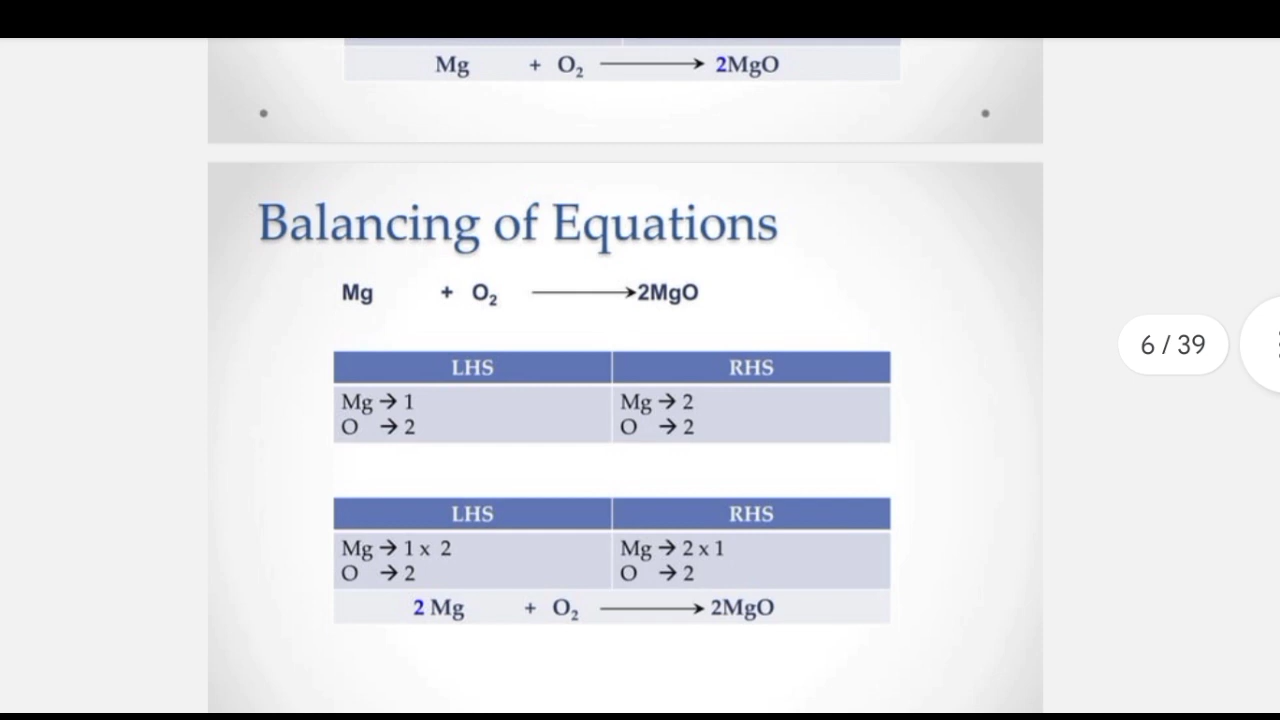 Mg + O₂ ⟶ 2MgO
Balancing of Equations
Mg + O₂ ⟶ 2MgO
LHS RHS
Mg → 1 Mg → 2
O → 2 O → 2
LHS RHS
Mg → 1 x 2 Mg → 2 x 1
O → 2 O → 2
2 Mg + O₂ ⟶ 2MgO
6 / 39